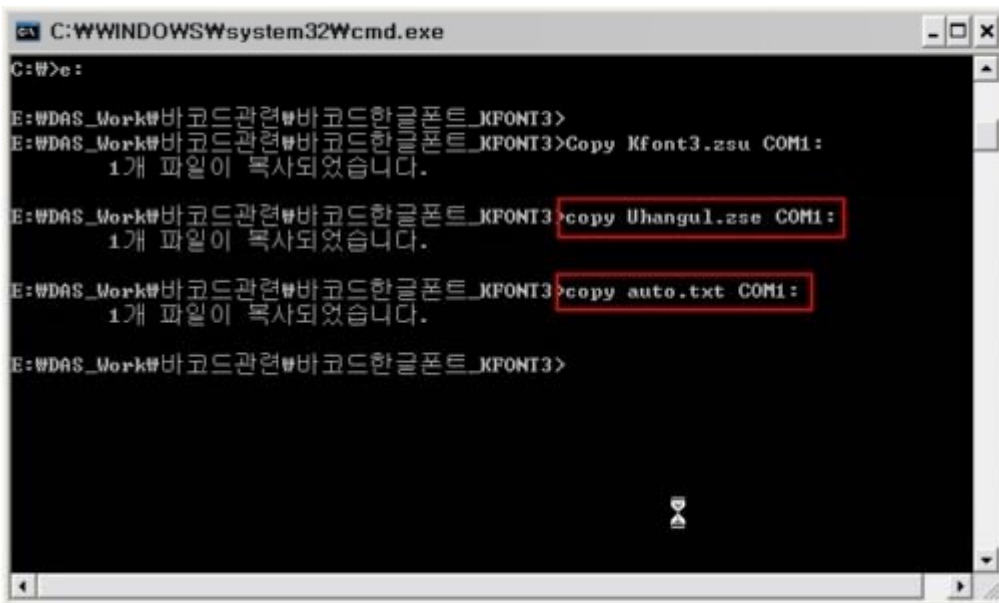 C:₩WINDOWS₩system32₩cmd.exe
C:₩>e:
E:₩DAS_Work₩바코드관련₩바코드한글폰트_KFONT3>
E:₩DAS_Work₩바코드관련₩바코드한글폰트_KFONT3>Copy Kfont3.zsu COM1:
1개 파일이 복사되었습니다.
E:₩DAS_Work₩바코드관련₩바코드한글폰트_KFONT3>copy Uhangul.zse COM1:
1개 파일이 복사되었습니다.
E:₩DAS_Work₩바코드관련₩바코드한글폰트_KFONT3>copy auto.txt COM1:
1개 파일이 복사되었습니다.
E:₩DAS_Work₩바코드관련₩바코드한글폰트_KFONT3>